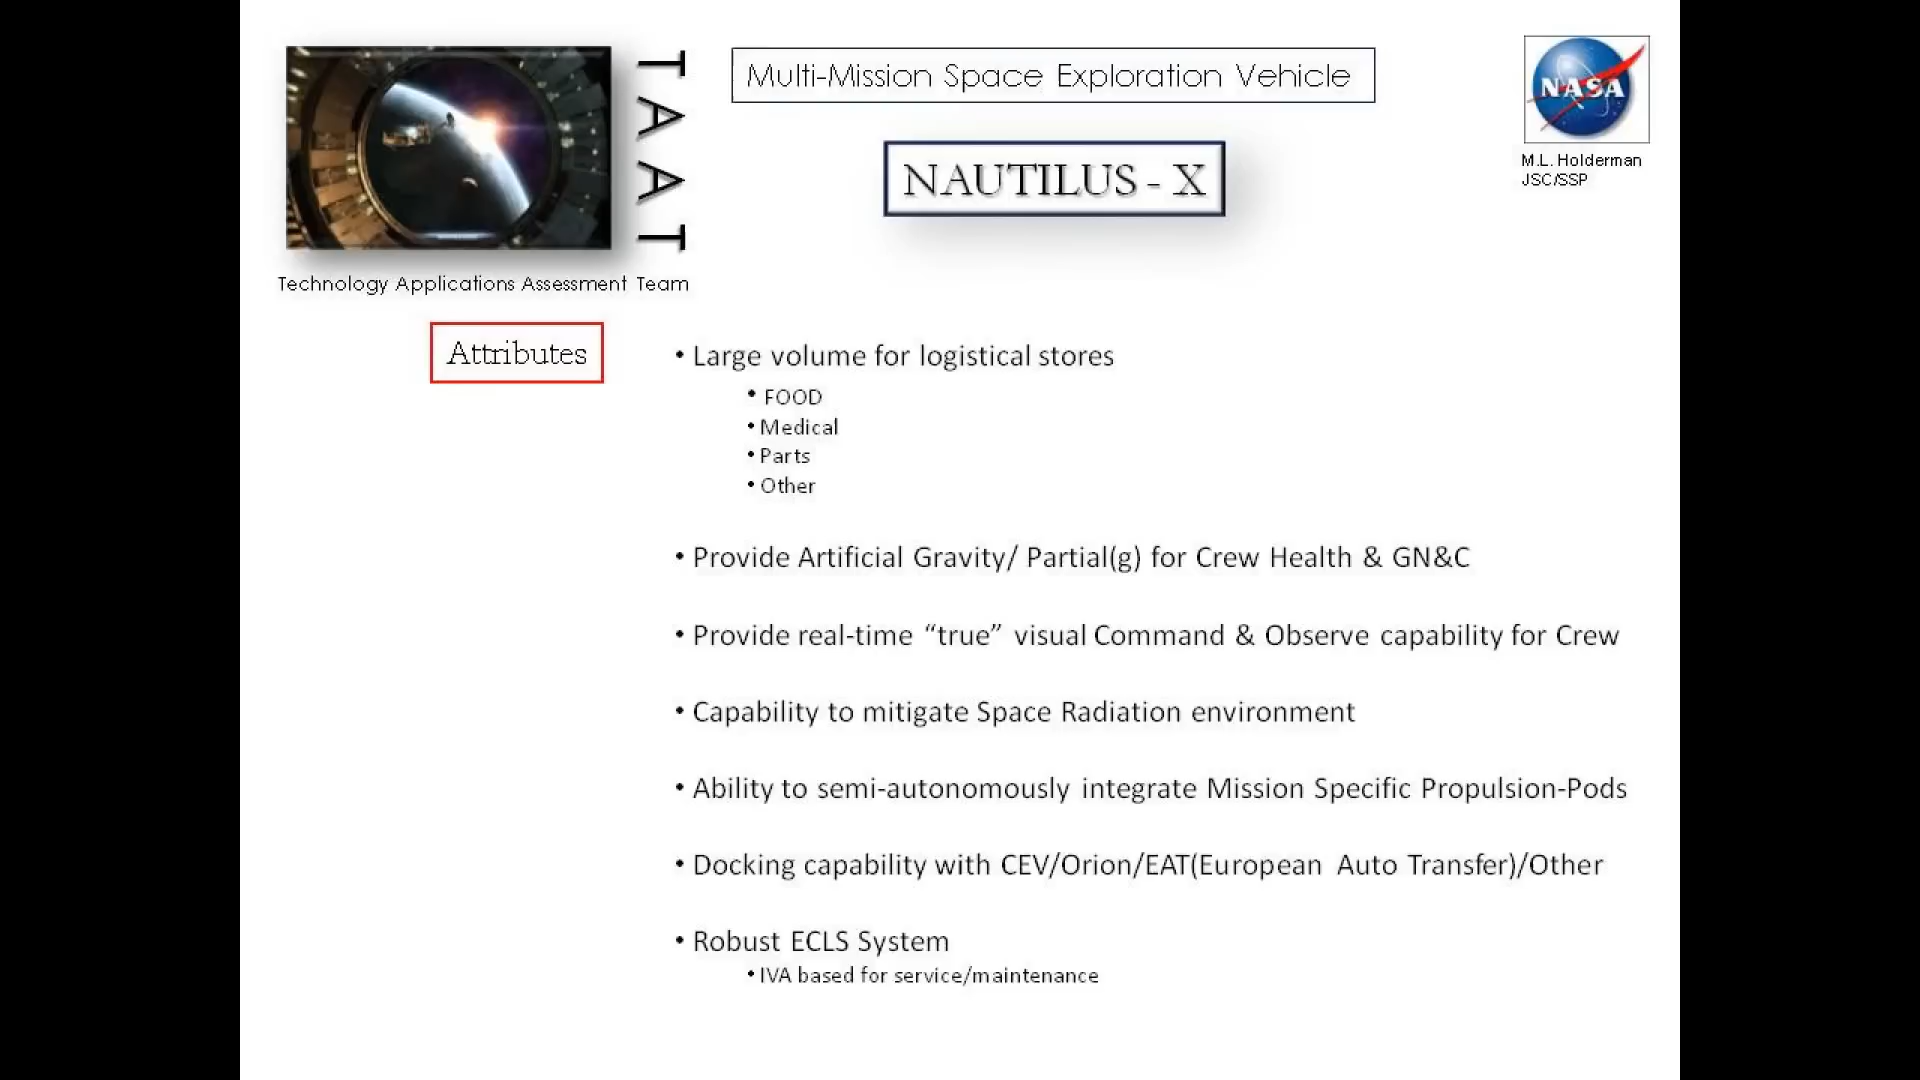 TAAT
Multi-Mission Space Exploration Vehicle
NASA
NAUTILUS - X
M.L. Holderman
JSC/SSP
Technology Applications Assessment Team
Attributes
• Large volume for logistical stores
• FOOD
• Medical
• Parts
• Other
• Provide Artificial Gravity/ Partial(g) for Crew Health & GN&C
• Provide real-time “true” visual Command & Observe capability for Crew
• Capability to mitigate Space Radiation environment
• Ability to semi-autonomously integrate Mission Specific Propulsion-Pods
• Docking capability with CEV/Orion/EAT(European Auto Transfer)/Other
• Robust ECLS System
• IVA based for service/maintenance